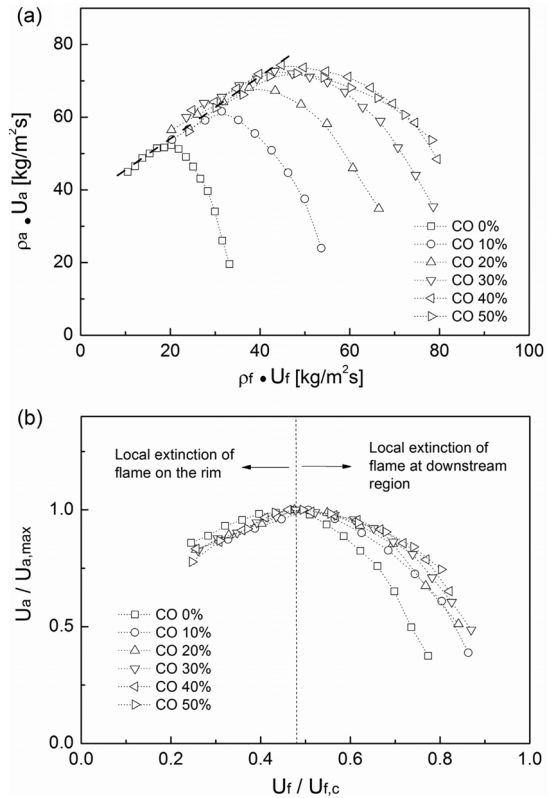 (a)
100
80
60
40
20
0
ρa • Ua [kg/m²s]
CO 0%
CO 10%
CO 20%
CO 30%
CO 40%
CO 50%
0 20 40 60 80 100
ρf • Uf [kg/m²s]
(b)
Local extinction of
flame on the rim
Local extinction of
flame at downstream
region
1.0
0.5
0.0
Ua / Ua,max
CO 0%
CO 10%
CO 20%
CO 30%
CO 40%
CO 50%
0.0 0.2 0.4 0.6 0.8 1.0
Uf / Uf,c